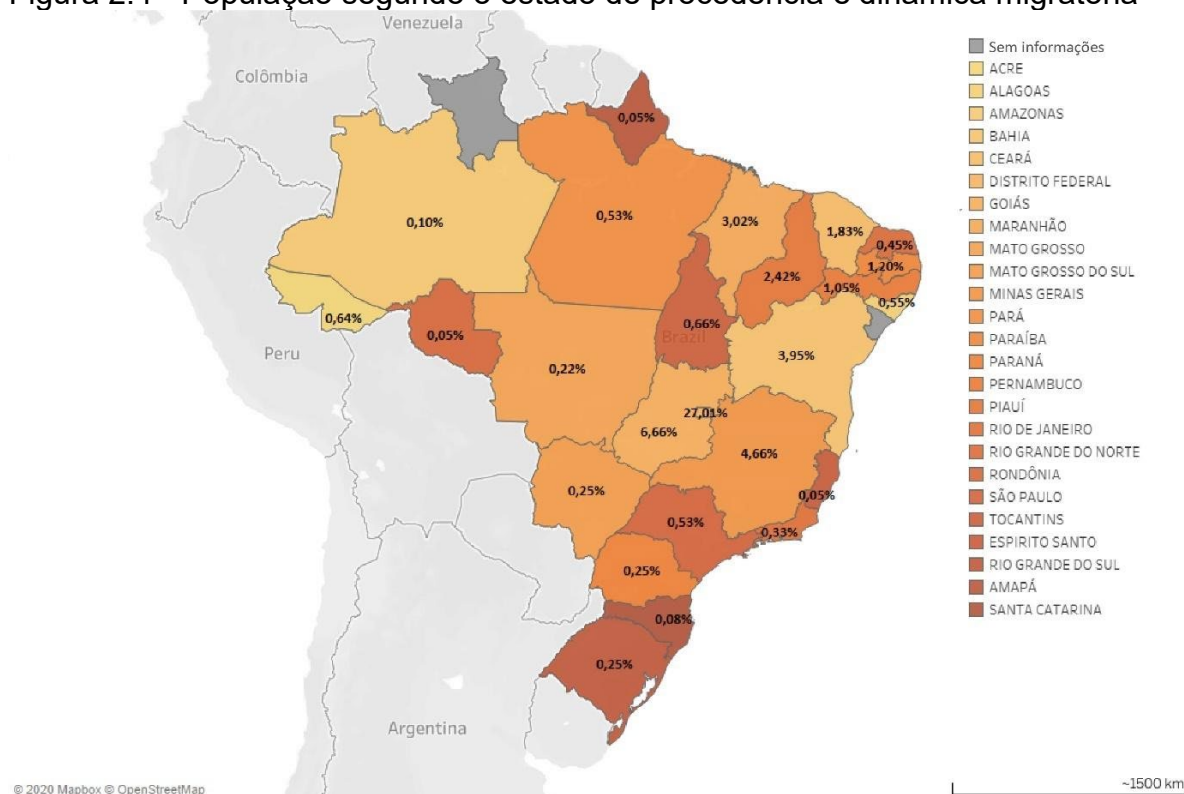 Figura 2.4 - População segundo o estado de procedência e dinâmica migratória
Venezuela
Colômbia
Peru
Brazil
Argentina
0,05%
0,10%
0,53%
3,02%
1,83%
0,45%
1,20%
2,42%
1,05%
0,55%
0,64%
0,05%
0,66%
0,22%
3,95%
27,01%
6,66%
4,66%
0,25%
0,05%
0,53%
0,33%
0,25%
0,08%
0,25%
Sem informações
ACRE
ALAGOAS
AMAZONAS
BAHIA
CEARÁ
DISTRITO FEDERAL
GOIÁS
MARANHÃO
MATO GROSSO
MATO GROSSO DO SUL
MINAS GERAIS
PARÁ
PARAÍBA
PARANÁ
PERNAMBUCO
PIAUÍ
RIO DE JANEIRO
RIO GRANDE DO NORTE
RONDÔNIA
SÃO PAULO
TOCANTINS
ESPIRITO SANTO
RIO GRANDE DO SUL
AMAPÁ
SANTA CATARINA
© 2020 Mapbox © OpenStreetMap
~1500 km